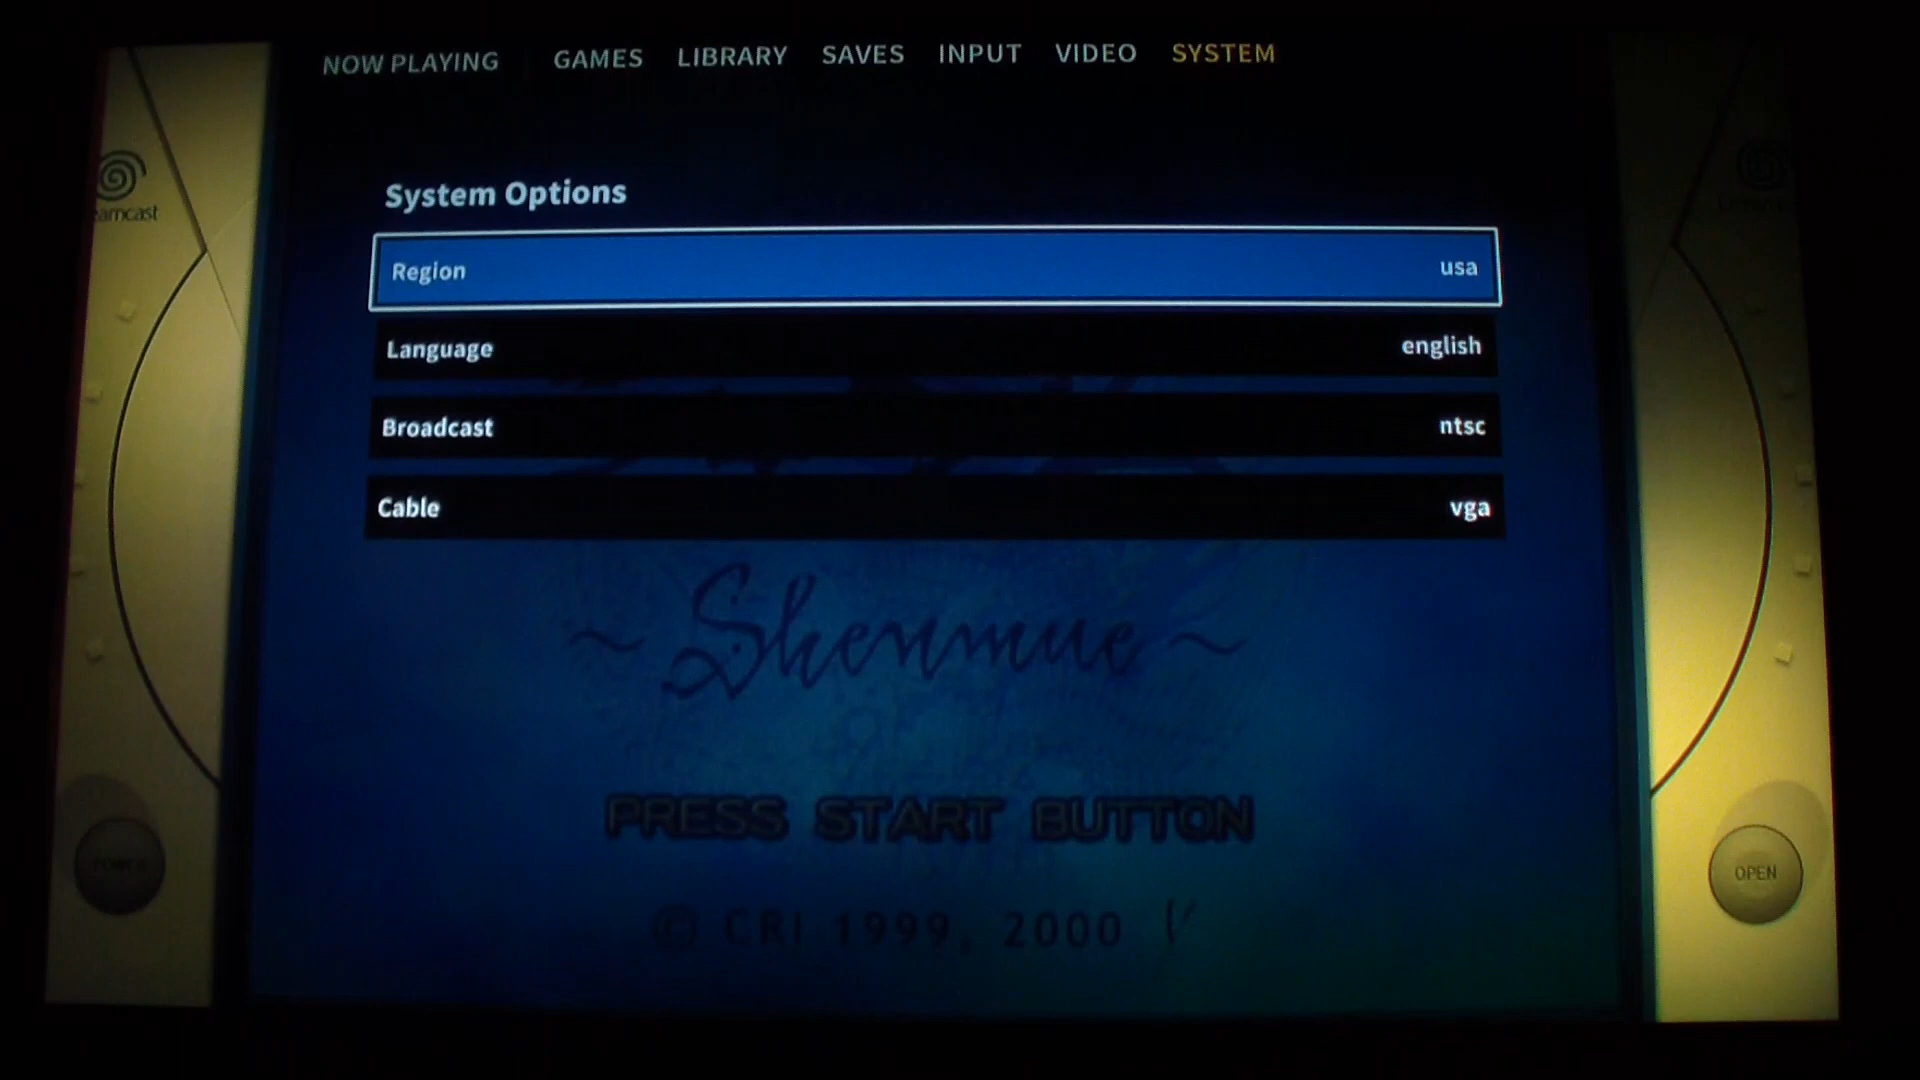 NOW PLAYING GAMES LIBRARY SAVES INPUT VIDEO SYSTEM
System Options
Region usa
Language english
Broadcast ntsc
Cable vga
~ Shenmue ~
PRESS START BUTTON
© CRI 1999, 2000
amcast
OPEN